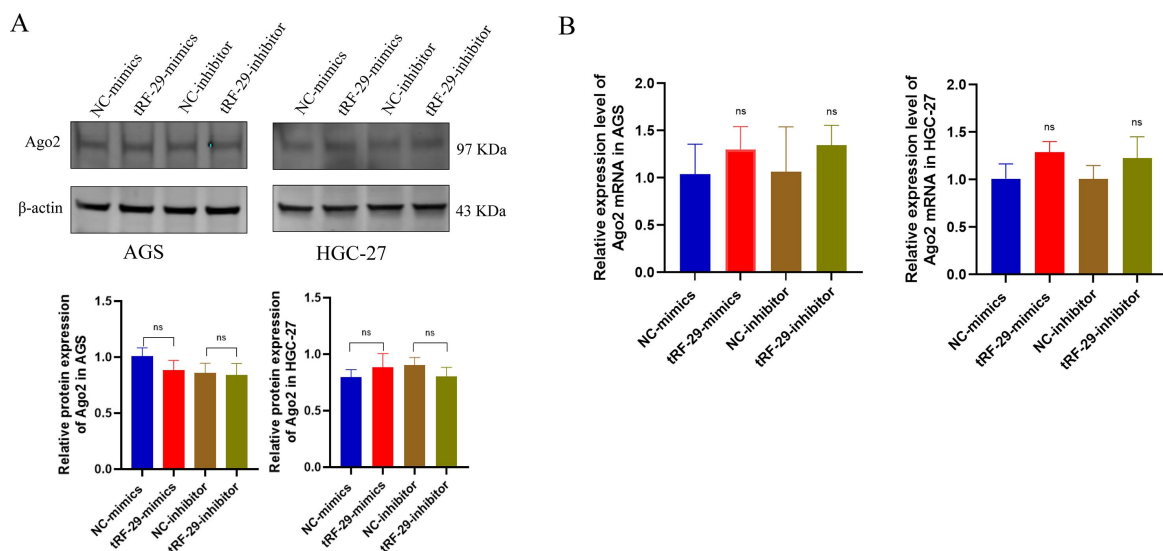 A
NC-mimics
tRF-29-mimics
NC-inhibitor
tRF-29-inhibitor
NC-mimics
tRF-29-mimics
NC-inhibitor
tRF-29-inhibitor
Ago2
97 KDa
β-actin
43 KDa
AGS
HGC-27
Relative protein expression
of Ago2 in AGS
1.5
1.0
0.5
0.0
ns
ns
NC-mimics
tRF-29-mimics
NC-inhibitor
tRF-29-inhibitor
Relative protein expression
of Ago2 in HGC-27
1.5
1.0
0.5
0.0
ns
ns
NC-mimics
tRF-29-mimics
NC-inhibitor
tRF-29-inhibitor
B
Relative expression level of
Ago2 mRNA in AGS
2.0
1.5
1.0
0.5
0.0
ns
ns
NC-mimics
tRF-29-mimics
NC-inhibitor
tRF-29-inhibitor
Relative expression level of
Ago2 mRNA in HGC-27
2.0
1.5
1.0
0.5
0.0
ns
ns
NC-mimics
tRF-29-mimics
NC-inhibitor
tRF-29-inhibitor